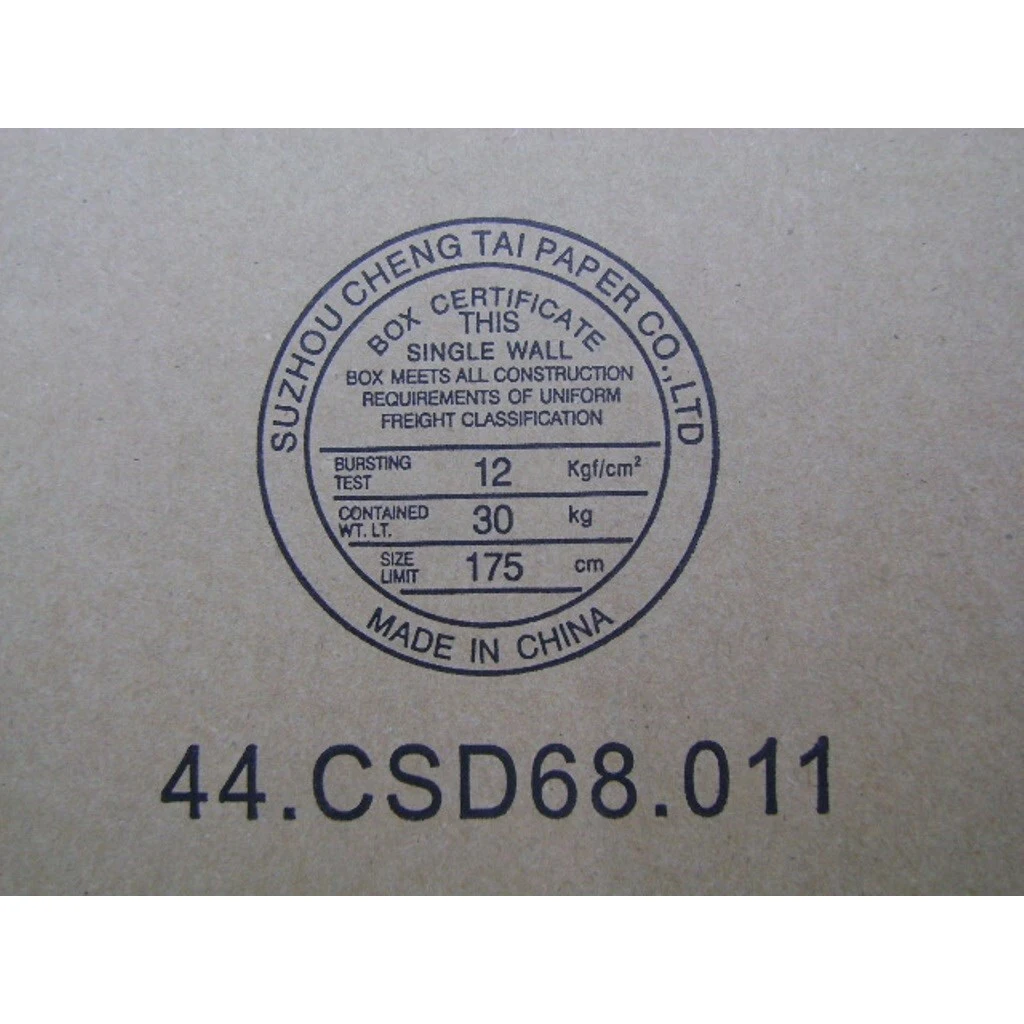 SUZHOU CHENG TAI PAPER CO.,LTD
BOX CERTIFICATE
THIS
SINGLE WALL
BOX MEETS ALL CONSTRUCTION
REQUIREMENTS OF UNIFORM
FREIGHT CLASSIFICATION
BURSTING TEST 12 Kgf/cm²
CONTAINED WT. LT. 30 kg
SIZE LIMIT 175 cm
MADE IN CHINA
44.CSD68.011